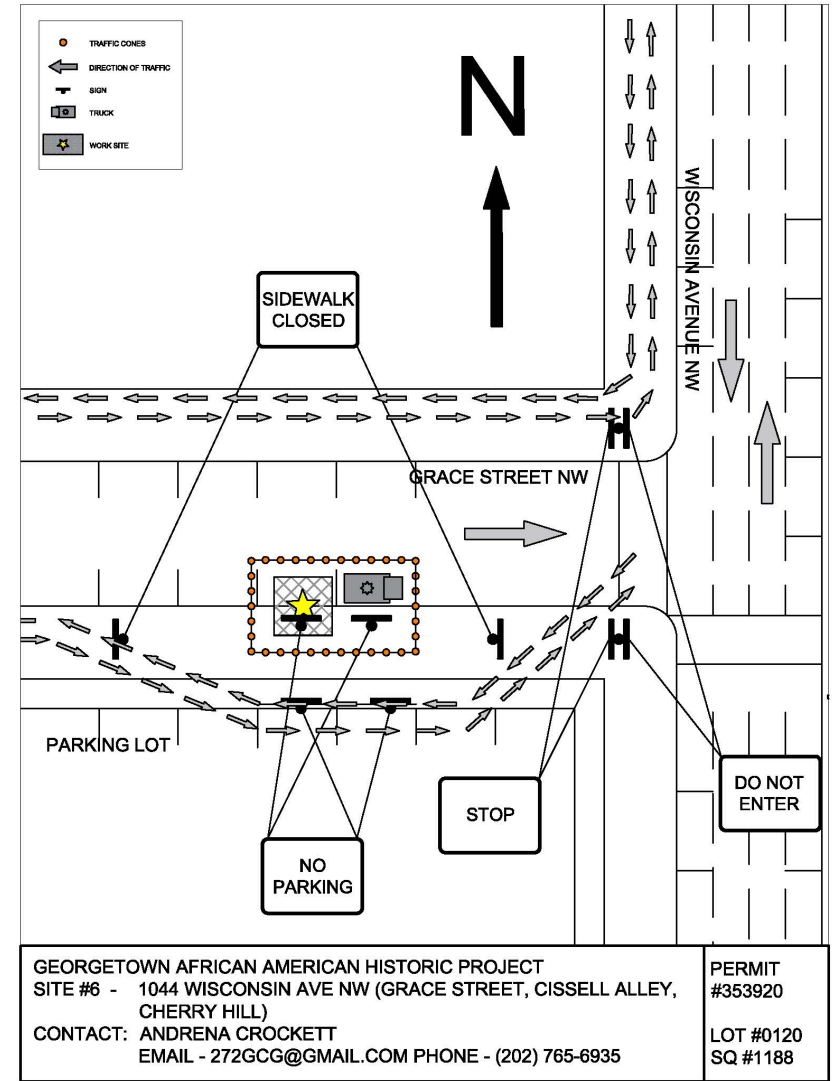 TRAFFIC CONES
DIRECTION OF TRAFFIC
SIGN
TRUCK
WORK SITE
N
WISCONSIN AVENUE NW
SIDEWALK
CLOSED
GRACE STREET NW
PARKING LOT
STOP
DO NOT
ENTER
NO
PARKING
GEORGETOWN AFRICAN AMERICAN HISTORIC PROJECT
SITE #6 - 1044 WISCONSIN AVE NW (GRACE STREET, CISSELL ALLEY,
CHERRY HILL)
CONTACT: ANDRENA CROCKETT
EMAIL - 272GCG@GMAIL.COM PHONE - (202) 765-6935
PERMIT
#353920
LOT #0120
SQ #1188